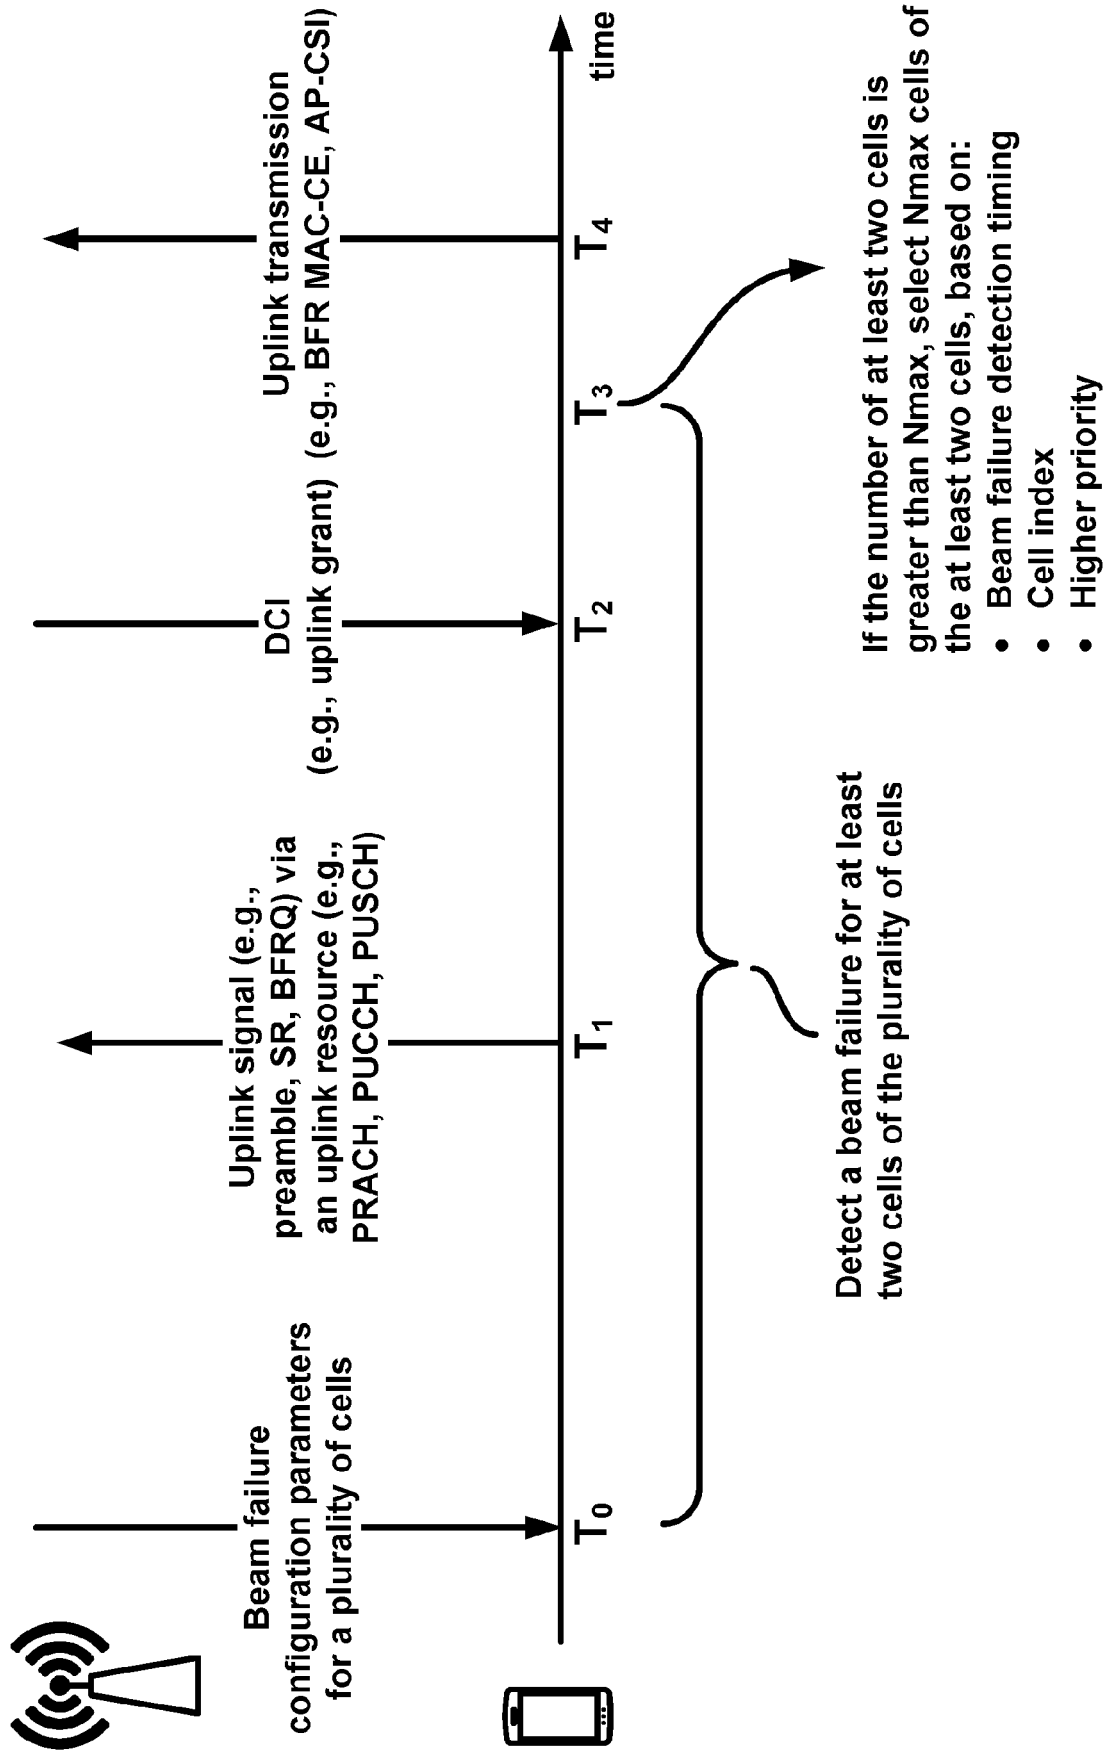 Beam failure
configuration parameters
for a plurality of cells
Uplink signal (e.g.,
preamble, SR, BFRQ) via
an uplink resource (e.g.,
PRACH, PUCCH, PUSCH)
DCI
(e.g., uplink grant)
Uplink transmission
(e.g., BFR MAC-CE, AP-CSI)
T0
T1
T2
T3
T4
time
Detect a beam failure for at least
two cells of the plurality of cells
If the number of at least two cells is
greater than Nmax, select Nmax cells of
the at least two cells, based on:
• Beam failure detection timing
• Cell index
• Higher priority